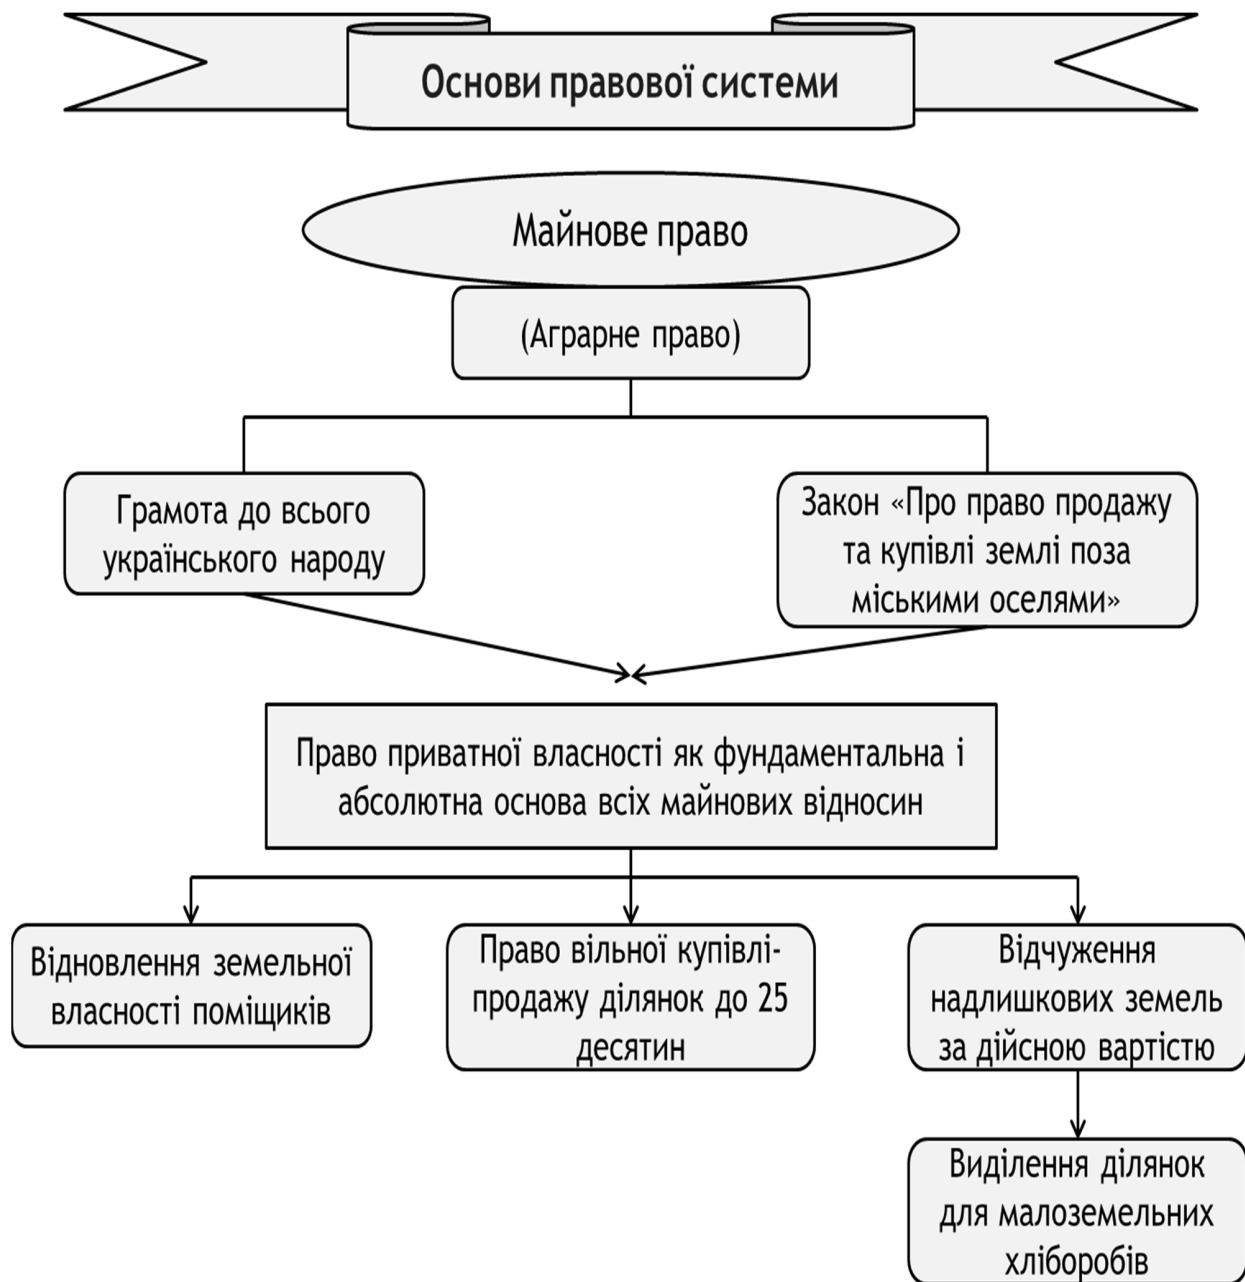 Основи правової системи
Майнове право
(Аграрне право)
Грамота до всього
українського народу
Закон «Про право продажу
та купівлі землі поза
міськими оселями»
Право приватної власності як фундаментальна і
абсолютна основа всіх майнових відносин
Відновлення земельної
власності поміщиків
Право вільної купівлі-
продажу ділянок до 25
десятин
Відчуження
надлишкових земель
за дійсною вартістю
Виділення ділянок
для малоземельних
хліборобів